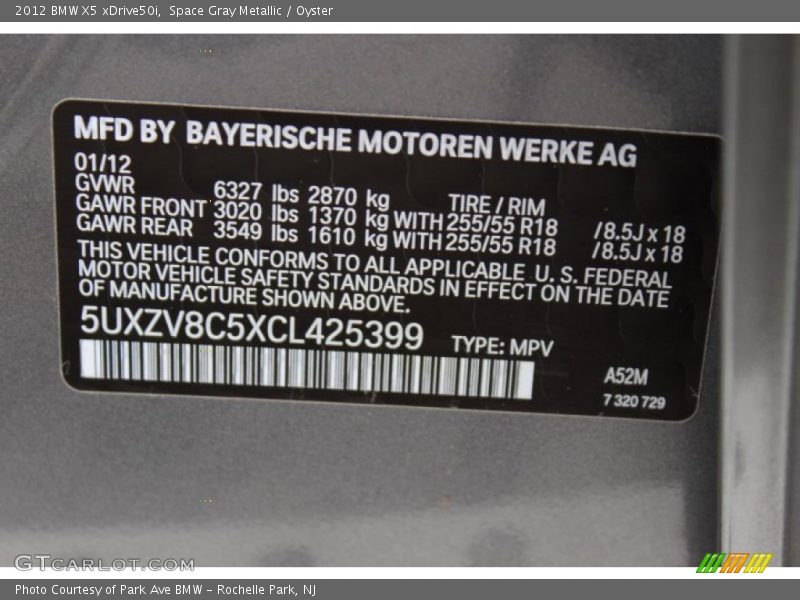 2012 BMW X5 xDrive50i, Space Gray Metallic / Oyster
MFD BY BAYERISCHE MOTOREN WERKE AG
01/12
GVWR 6327 lbs 2870 kg TIRE / RIM
GAWR FRONT 3020 lbs 1370 kg WITH 255/55 R18 /8.5J x 18
GAWR REAR 3549 lbs 1610 kg WITH 255/55 R18 /8.5J x 18
THIS VEHICLE CONFORMS TO ALL APPLICABLE U. S. FEDERAL
MOTOR VEHICLE SAFETY STANDARDS IN EFFECT ON THE DATE
OF MANUFACTURE SHOWN ABOVE.
5UXZV8C5XCL425399 TYPE: MPV
A52M
7 320 729
GTCARLOT.COM
Photo Courtesy of Park Ave BMW - Rochelle Park, NJ